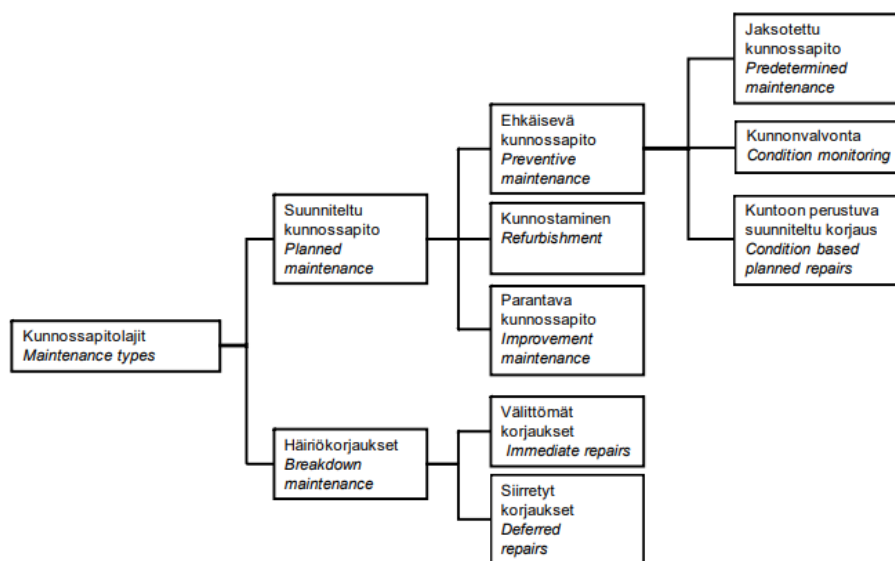 Kunnossapitolajit
Maintenance types
Suunniteltu
kunnossapito
Planned
maintenance
Häiriökorjaukset
Breakdown
maintenance
Ehkäisevä
kunnossapito
Preventive
maintenance
Kunnostaminen
Refurbishment
Parantava
kunnossapito
Improvement
maintenance
Välittömät
korjaukset
Immediate repairs
Siirretyt
korjaukset
Deferred
repairs
Jaksotettu
kunnossapito
Predetermined
maintenance
Kunnonvalvonta
Condition monitoring
Kuntoon perustuva
suunniteltu korjaus
Condition based
planned repairs